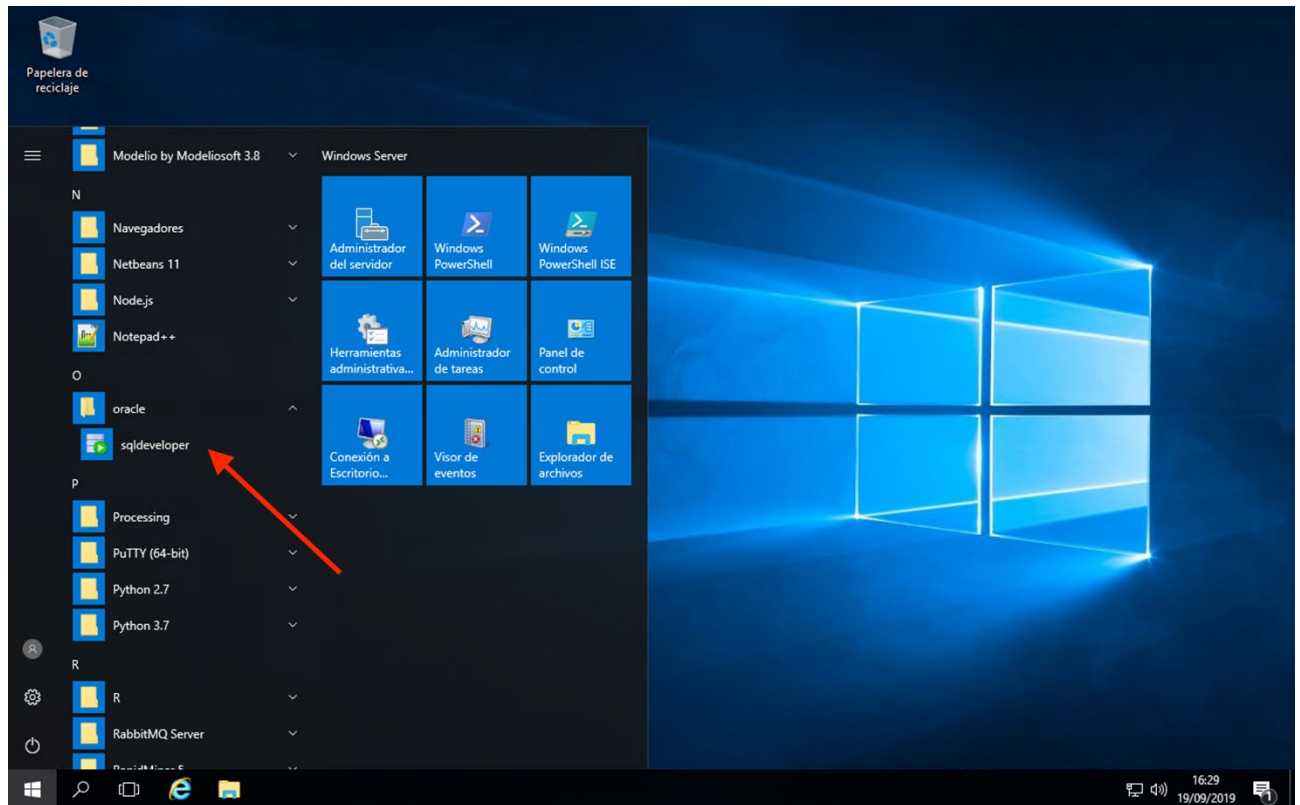 Papelera de
reciclaje
Modelio by Modeliosoft 3.8
N
Navegadores
Netbeans 11
Node.js
Notepad++
O
oracle
sqldeveloper
P
Processing
PuTTY (64-bit)
Python 2.7
Python 3.7
R
R
RabbitMQ Server
RapidMiner 5
Windows Server
Administrador
del servidor
Windows
PowerShell
Windows
PowerShell ISE
Herramientas
administrativa...
Administrador
de tareas
Panel de
control
Conexión a
Escritorio...
Visor de
eventos
Explorador de
archivos
16:29
19/09/2019
1